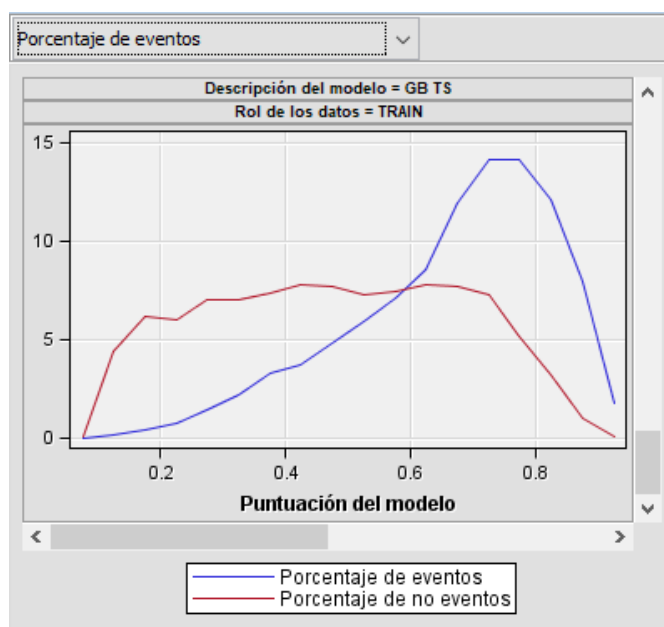 Porcentaje de eventos
Descripción del modelo = GB TS
Rol de los datos = TRAIN
15
10
5
0
0.2 0.4 0.6 0.8
Puntuación del modelo
Porcentaje de eventos
Porcentaje de no eventos